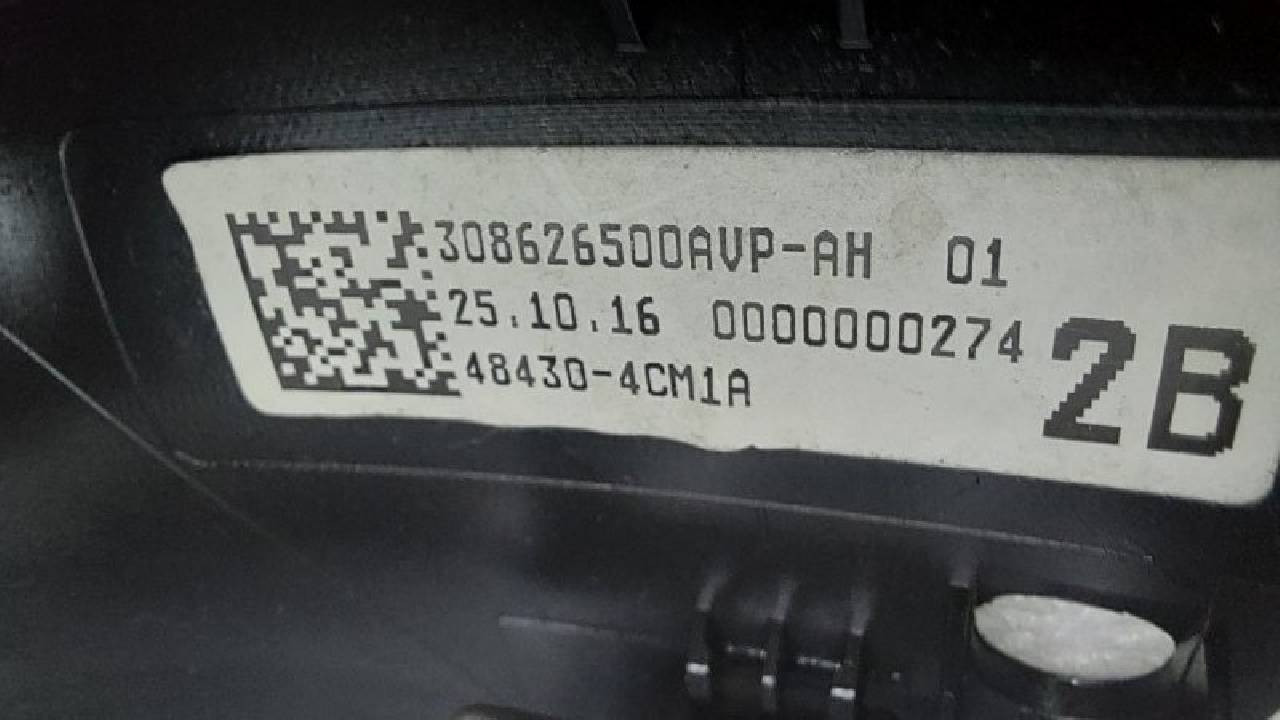 308626500AVP-AH 01
25.10.16 0000000274
48430-4CM1A
2B